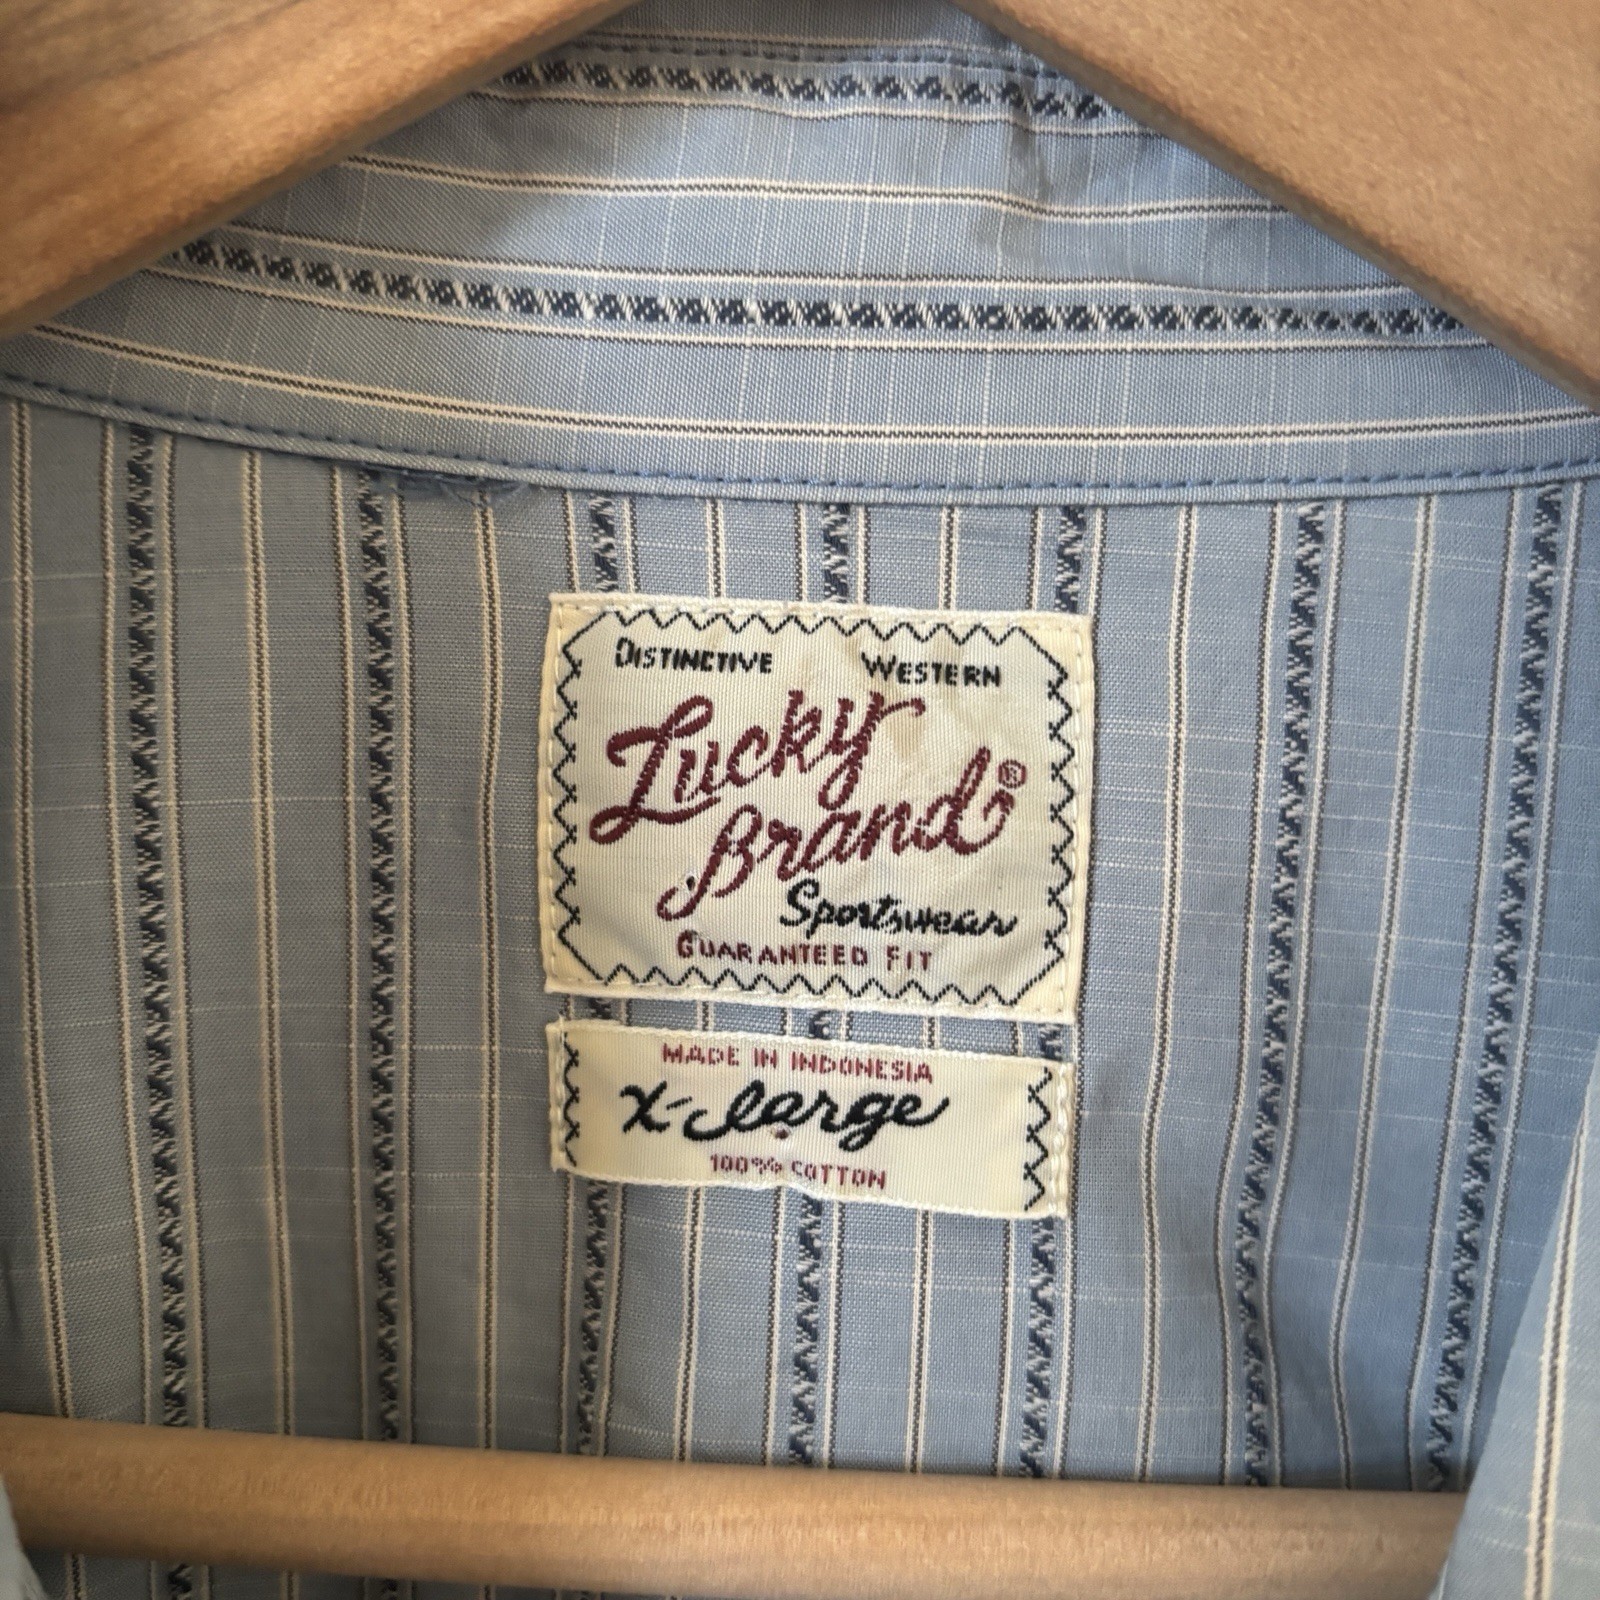 DISTINCTIVE WESTERN
Lucky
Brand®
Sportswear
GUARANTEED FIT
MADE IN INDONESIA
X-Large
100% COTTON